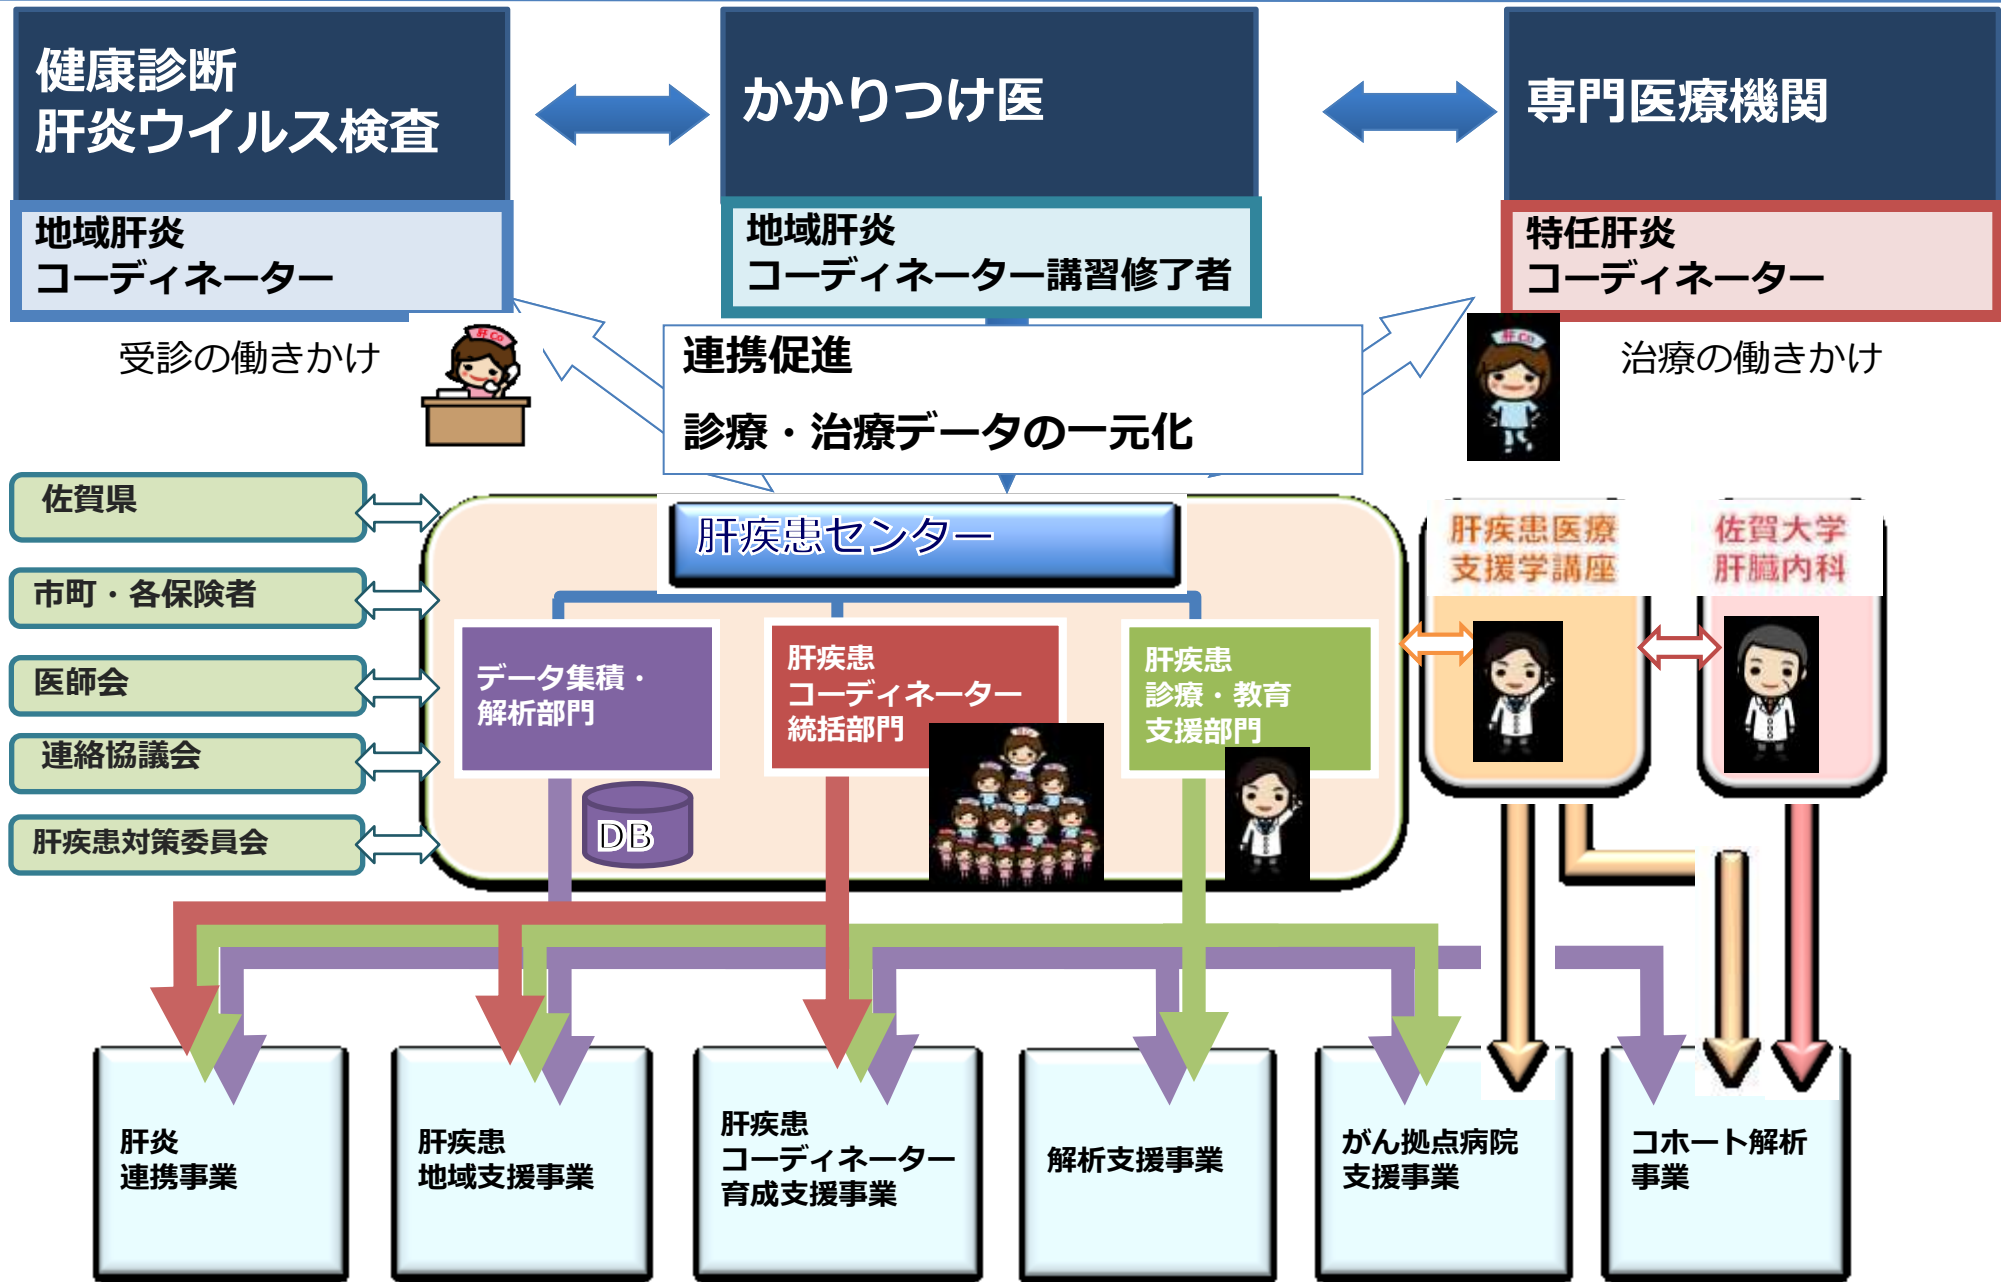 健康診断
肝炎ウイルス検査
かかりつけ医
専門医療機関
地域肝炎
コーディネーター
地域肝炎
コーディネーター講習修了者
特任肝炎
コーディネーター
受診の働きかけ
肝Co
連携促進
診療・治療データの一元化
肝Co
治療の働きかけ
佐賀県
市町・各保険者
医師会
連絡協議会
肝疾患対策委員会
肝疾患センター
データ集積・
解析部門
DB
肝疾患
コーディネーター
統括部門
肝疾患
診療・教育
支援部門
肝疾患医療
支援学講座
佐賀大学
肝臓内科
肝炎
連携事業
肝疾患
地域支援事業
肝疾患
コーディネーター
育成支援事業
解析支援事業
がん拠点病院
支援事業
コホート解析
事業